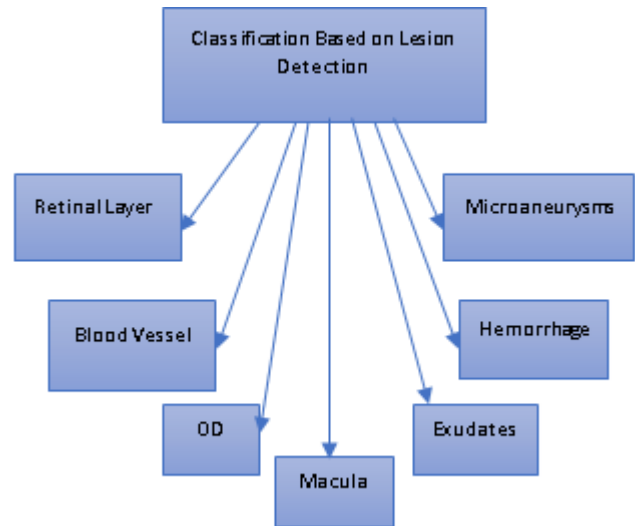 Classification Based on Lesion
Detection
Retinal Layer
Microaneurysms
Blood Vessel
Hemorrhage
OD
Exudates
Macula